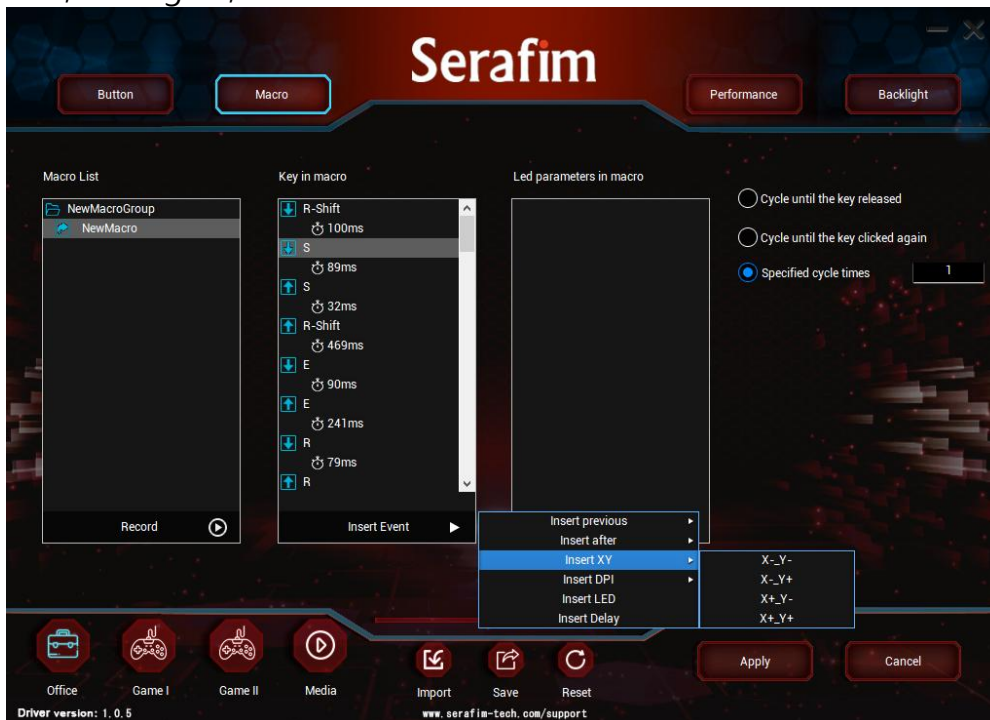 Serafim
Button
Macro
Performance
Backlight
Macro List
Key in macro
Led parameters in macro
NewMacroGroup
NewMacro
R-Shift
100ms
S
89ms
S
32ms
R-Shift
469ms
E
90ms
E
241ms
R
79ms
R
Cycle until the key released
Cycle until the key clicked again
Specified cycle times 1
Record
Insert Event
Insert previous
Insert after
Insert XY
Insert DPI
Insert LED
Insert Delay
X-_Y-
X-_Y+
X+_Y-
X+_Y+
Office
Game I
Game II
Media
Import
Save
Reset
Apply
Cancel
Driver version: 1.0.5
www.serafim-tech.com/support